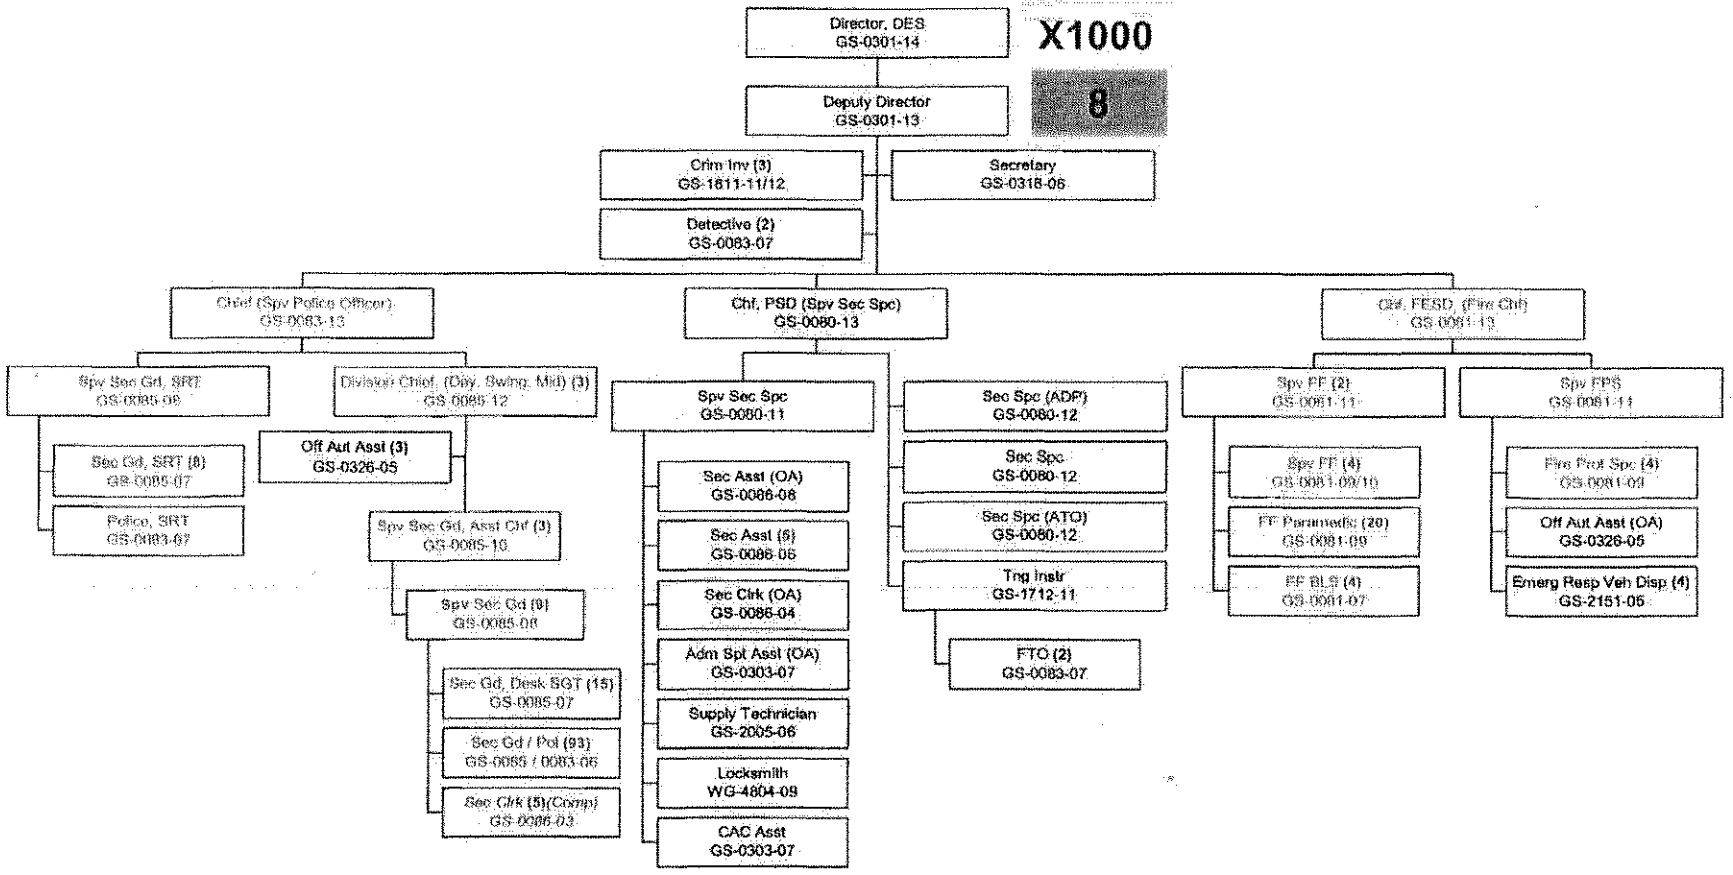 Director, DES
GS-0301-14
X1000
8
Deputy Director
GS-0301-13
Crim Inv (3)
GS-1811-11/12
Secretary
GS-0318-06
Detective (2)
GS-0083-07
Chief (Spv Police Officer)
GS-0083-13
Chf, PSD (Spv Sec Spc)
GS-0080-13
Chf, FESD, (Fire Chf)
GS-0081-13
Spv Sec Gd, SRT
GS-0085-08
Division Chief, (Day, Swing, Mid) (3)
GS-0085-12
Off Aut Asst (3)
GS-0326-05
Sec Gd, SRT (8)
GS-0085-07
Police, SRT
GS-0083-07
Spv Sec Gd, Asst Chf (3)
GS-0085-10
Spv Sec Gd (9)
GS-0085-08
Sec Gd, Desk SGT (15)
GS-0085-07
Sec Gd / Pol (93)
GS-0085 / 0083-06
Sec Clrk (5)(Comp)
GS-0086-03
Spv Sec Spc
GS-0080-11
Sec Asst (OA)
GS-0086-08
Sec Asst (5)
GS-0086-06
Sec Clrk (OA)
GS-0086-04
Adm Spt Asst (OA)
GS-0303-07
Supply Technician
GS-2005-06
Locksmith
WG-4804-09
CAC Asst
GS-0303-07
Sec Spc (ADP)
GS-0080-12
Sec Spc
GS-0080-12
Sec Spc (ATO)
GS-0080-12
Tng Instr
GS-1712-11
FTO (2)
GS-0083-07
Spv FF (2)
GS-0081-11
Spv FF (4)
GS-0081-09/10
FF Paramedic (20)
GS-0081-09
FF BLS (4)
GS-0081-07
Spv FPS
GS-0081-11
Fire Prot Spc (4)
GS-0081-09
Off Aut Asst (OA)
GS-0326-05
Emerg Resp Veh Disp (4)
GS-2151-05